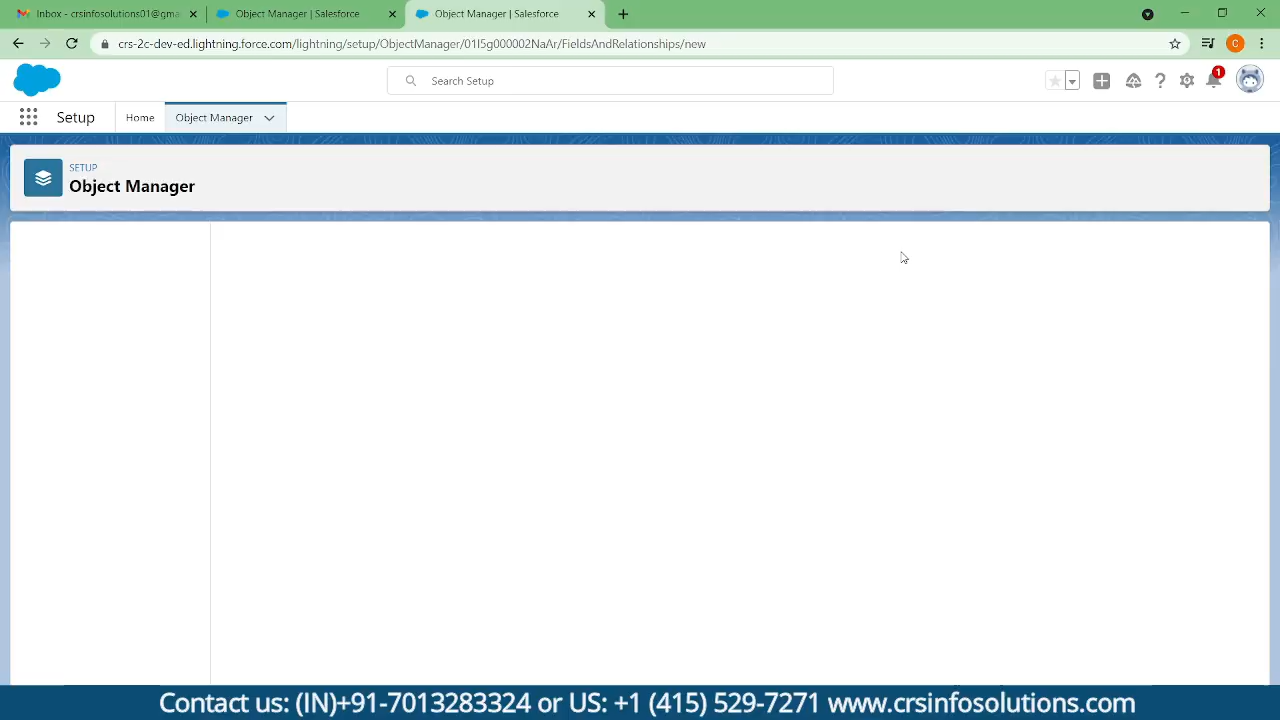 Inbox - crsinfosolutions01@gma
Object Manager | Salesforce
Object Manager | Salesforce
crs-2c-dev-ed.lightning.force.com/lightning/setup/ObjectManager/01I5g000002NaAr/FieldsAndRelationships/new
C
Search Setup
1
Setup
Home
Object Manager
SETUP
Object Manager
Contact us: (IN)+91-7013283324 or US: +1 (415) 529-7271 www.crsinfosolutions.com